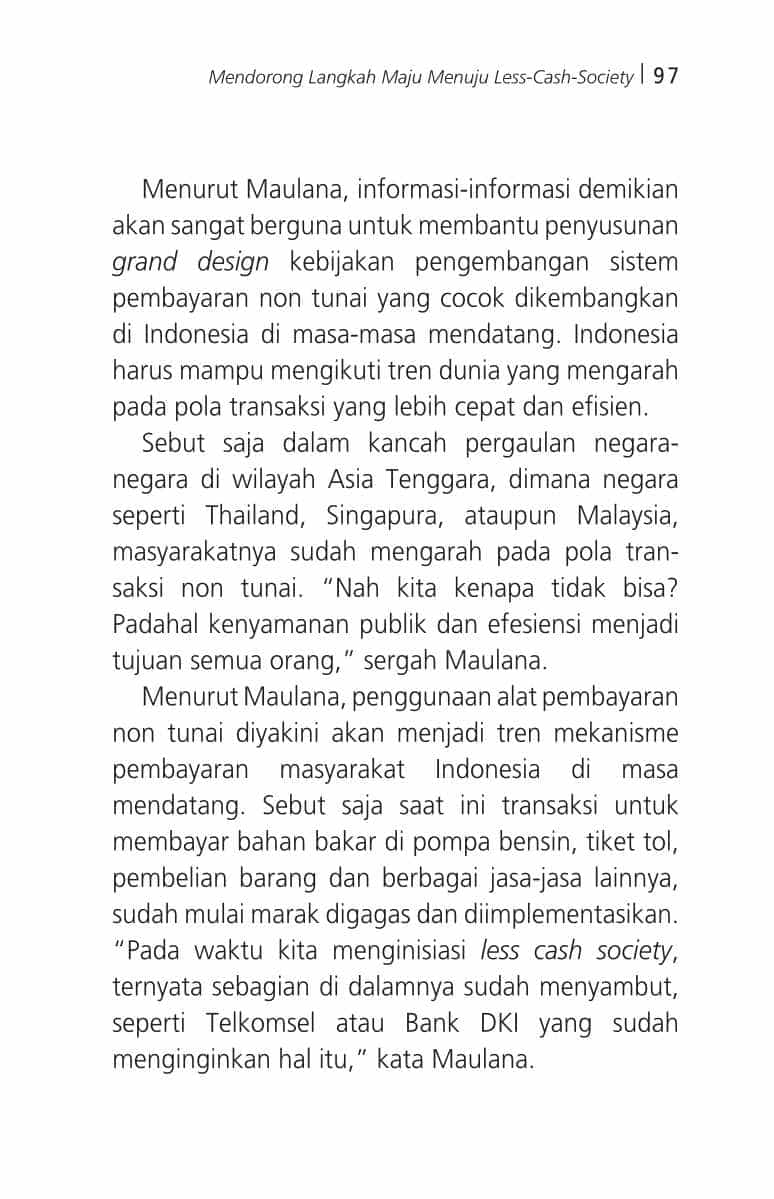 Mendorong Langkah Maju Menuju Less-Cash-Society | 97
Menurut Maulana, informasi-informasi demikian
akan sangat berguna untuk membantu penyusunan
grand design kebijakan pengembangan sistem
pembayaran non tunai yang cocok dikembangkan
di Indonesia di masa-masa mendatang. Indonesia
harus mampu mengikuti tren dunia yang mengarah
pada pola transaksi yang lebih cepat dan efisien.
Sebut saja dalam kancah pergaulan negara-
negara di wilayah Asia Tenggara, dimana negara
seperti Thailand, Singapura, ataupun Malaysia,
masyarakatnya sudah mengarah pada pola tran-
saksi non tunai. “Nah kita kenapa tidak bisa?
Padahal kenyamanan publik dan efesiensi menjadi
tujuan semua orang,” sergah Maulana.
Menurut Maulana, penggunaan alat pembayaran
non tunai diyakini akan menjadi tren mekanisme
pembayaran masyarakat Indonesia di masa
mendatang. Sebut saja saat ini transaksi untuk
membayar bahan bakar di pompa bensin, tiket tol,
pembelian barang dan berbagai jasa-jasa lainnya,
sudah mulai marak digagas dan diimplementasikan.
“Pada waktu kita menginisiasi less cash society,
ternyata sebagian di dalamnya sudah menyambut,
seperti Telkomsel atau Bank DKI yang sudah
menginginkan hal itu,” kata Maulana.